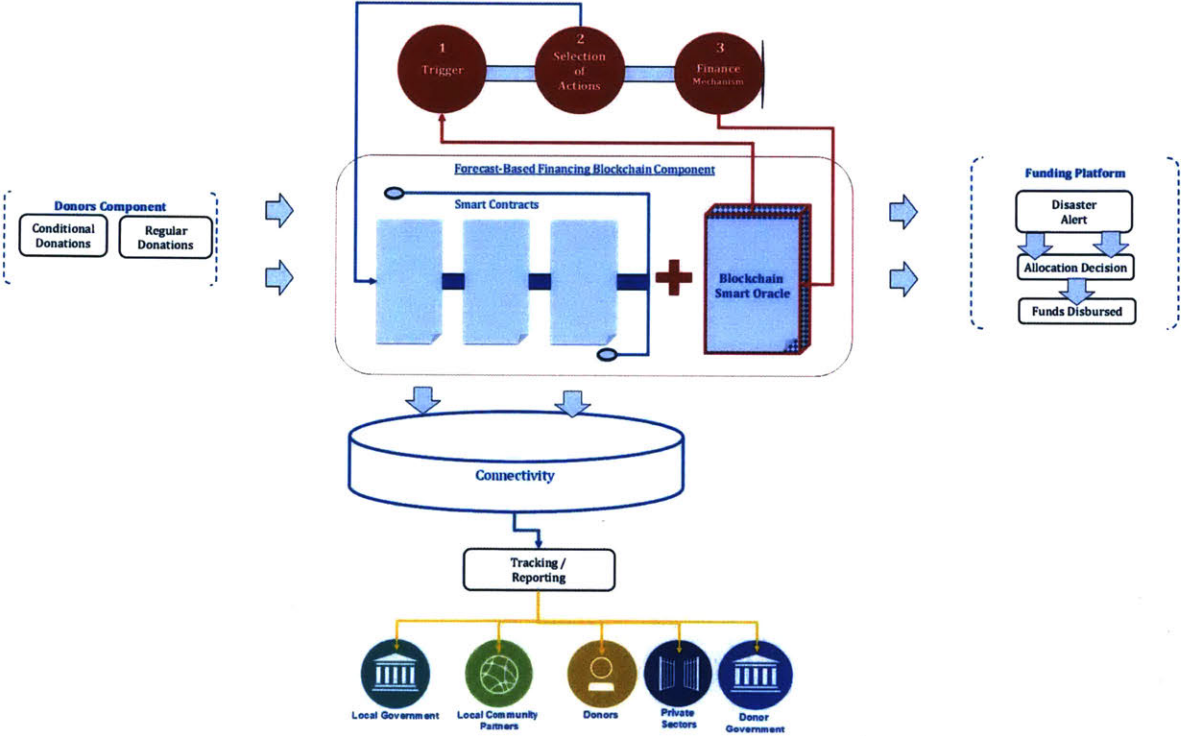 1
Trigger
2
Selection
of
Actions
3
Finance
Mechanism
Forecast-Based Financing Blockchain Component
Smart Contracts
Blockchain
Smart Oracle
Donors Component
Conditional
Donations
Regular
Donations
Funding Platform
Disaster
Alert
Allocation Decision
Funds Disbursed
Connectivity
Tracking /
Reporting
Local Government
Local Community
Partners
Donors
Private
Sectors
Donor
Government